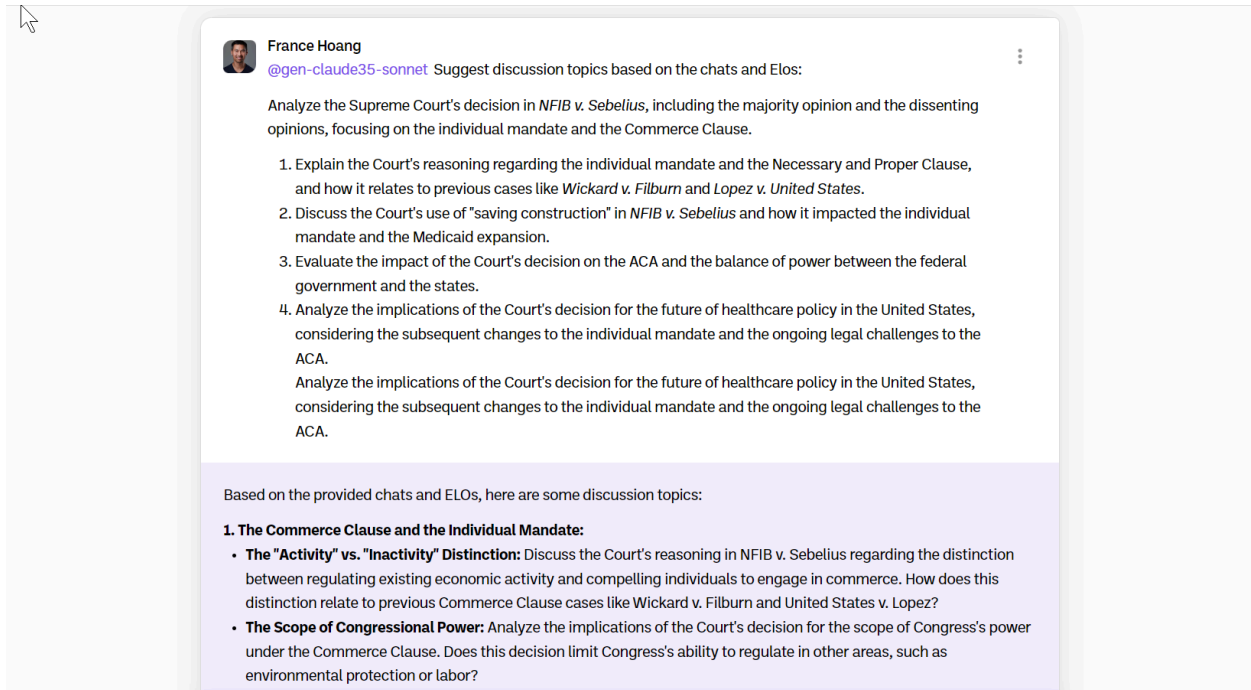 France Hoang
@gen-claude35-sonnet Suggest discussion topics based on the chats and Elos:
Analyze the Supreme Court's decision in NFIB v. Sebelius, including the majority opinion and the dissenting
opinions, focusing on the individual mandate and the Commerce Clause.
1. Explain the Court's reasoning regarding the individual mandate and the Necessary and Proper Clause,
and how it relates to previous cases like Wickard v. Filburn and Lopez v. United States.
2. Discuss the Court's use of "saving construction" in NFIB v. Sebelius and how it impacted the individual
mandate and the Medicaid expansion.
3. Evaluate the impact of the Court's decision on the ACA and the balance of power between the federal
government and the states.
4. Analyze the implications of the Court's decision for the future of healthcare policy in the United States,
considering the subsequent changes to the individual mandate and the ongoing legal challenges to the
ACA.
Analyze the implications of the Court's decision for the future of healthcare policy in the United States,
considering the subsequent changes to the individual mandate and the ongoing legal challenges to the
ACA.
Based on the provided chats and ELOs, here are some discussion topics:
1. The Commerce Clause and the Individual Mandate:
• The "Activity" vs. "Inactivity" Distinction: Discuss the Court's reasoning in NFIB v. Sebelius regarding the distinction
between regulating existing economic activity and compelling individuals to engage in commerce. How does this
distinction relate to previous Commerce Clause cases like Wickard v. Filburn and United States v. Lopez?
• The Scope of Congressional Power: Analyze the implications of the Court's decision for the scope of Congress's power
under the Commerce Clause. Does this decision limit Congress's ability to regulate in other areas, such as
environmental protection or labor?